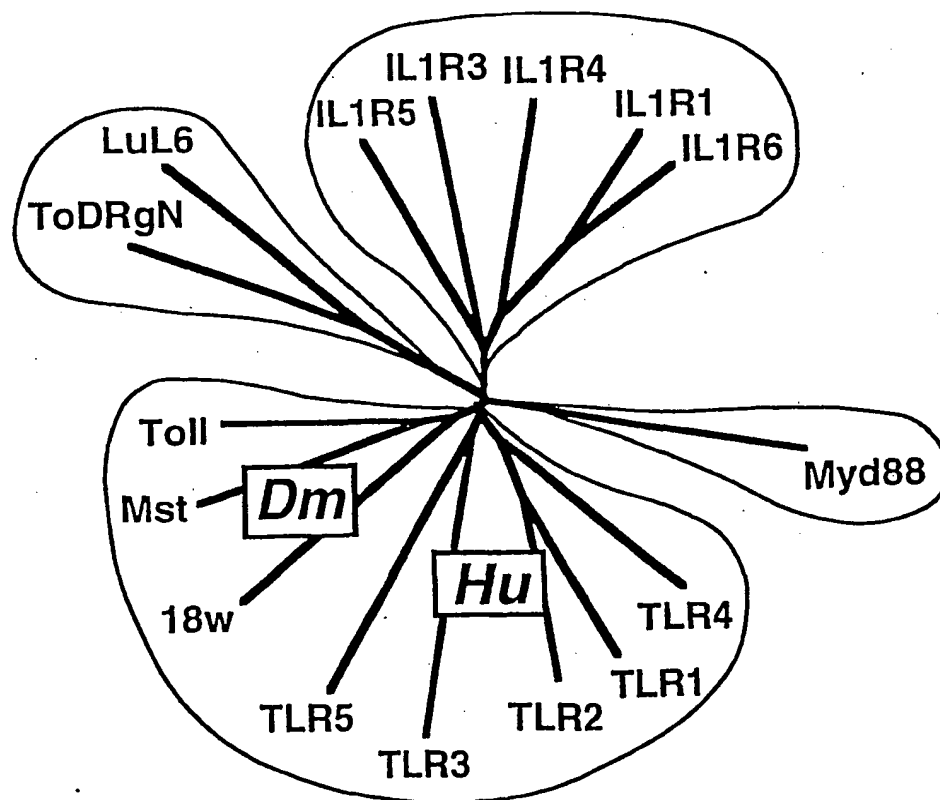 IL1R3 IL1R4
IL1R5
IL1R1
LuL6
IL1R6
ToDRgN
Toll
Myd88
Mst
Dm
Hu
18w
TLR4
TLR1
TLR5
TLR2
TLR3